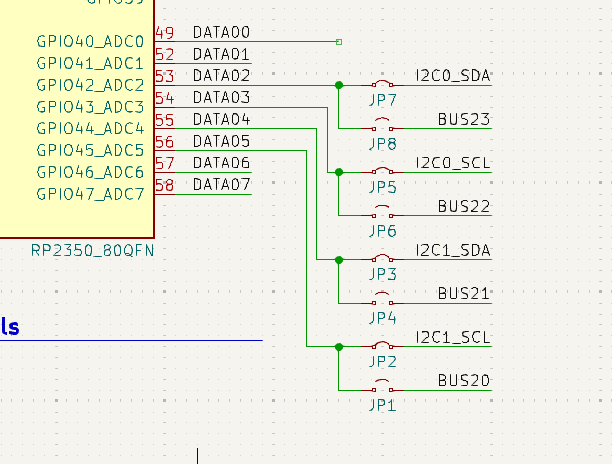 GPIO40_ADC0 49 DATA00
GPIO41_ADC1 52 DATA01
GPIO42_ADC2 53 DATA02
GPIO43_ADC3 54 DATA03
GPIO44_ADC4 55 DATA04
GPIO45_ADC5 56 DATA05
GPIO46_ADC6 57 DATA06
GPIO47_ADC7 58 DATA07
RP2350_80QFN
ls
I2C0_SDA
JP7
BUS23
JP8
I2C0_SCL
JP5
BUS22
JP6
I2C1_SDA
JP3
BUS21
JP4
I2C1_SCL
JP2
BUS20
JP1